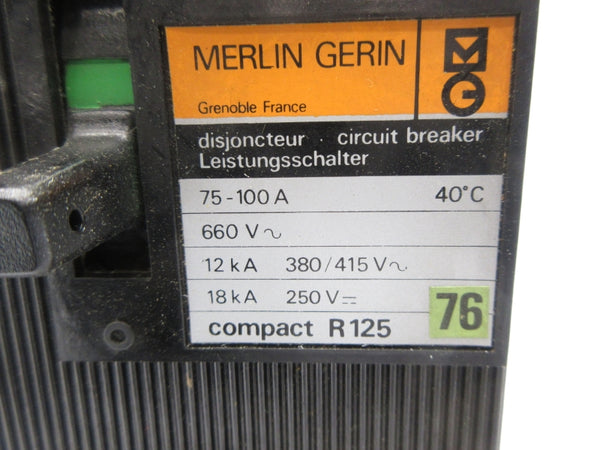 MERLIN GERIN
MG
Grenoble France
disjoncteur · circuit breaker
Leistungsschalter
75-100 A 40°C
660 V ~
12 kA 380/415 V ~
18 kA 250 V ⎓
compact R125 76